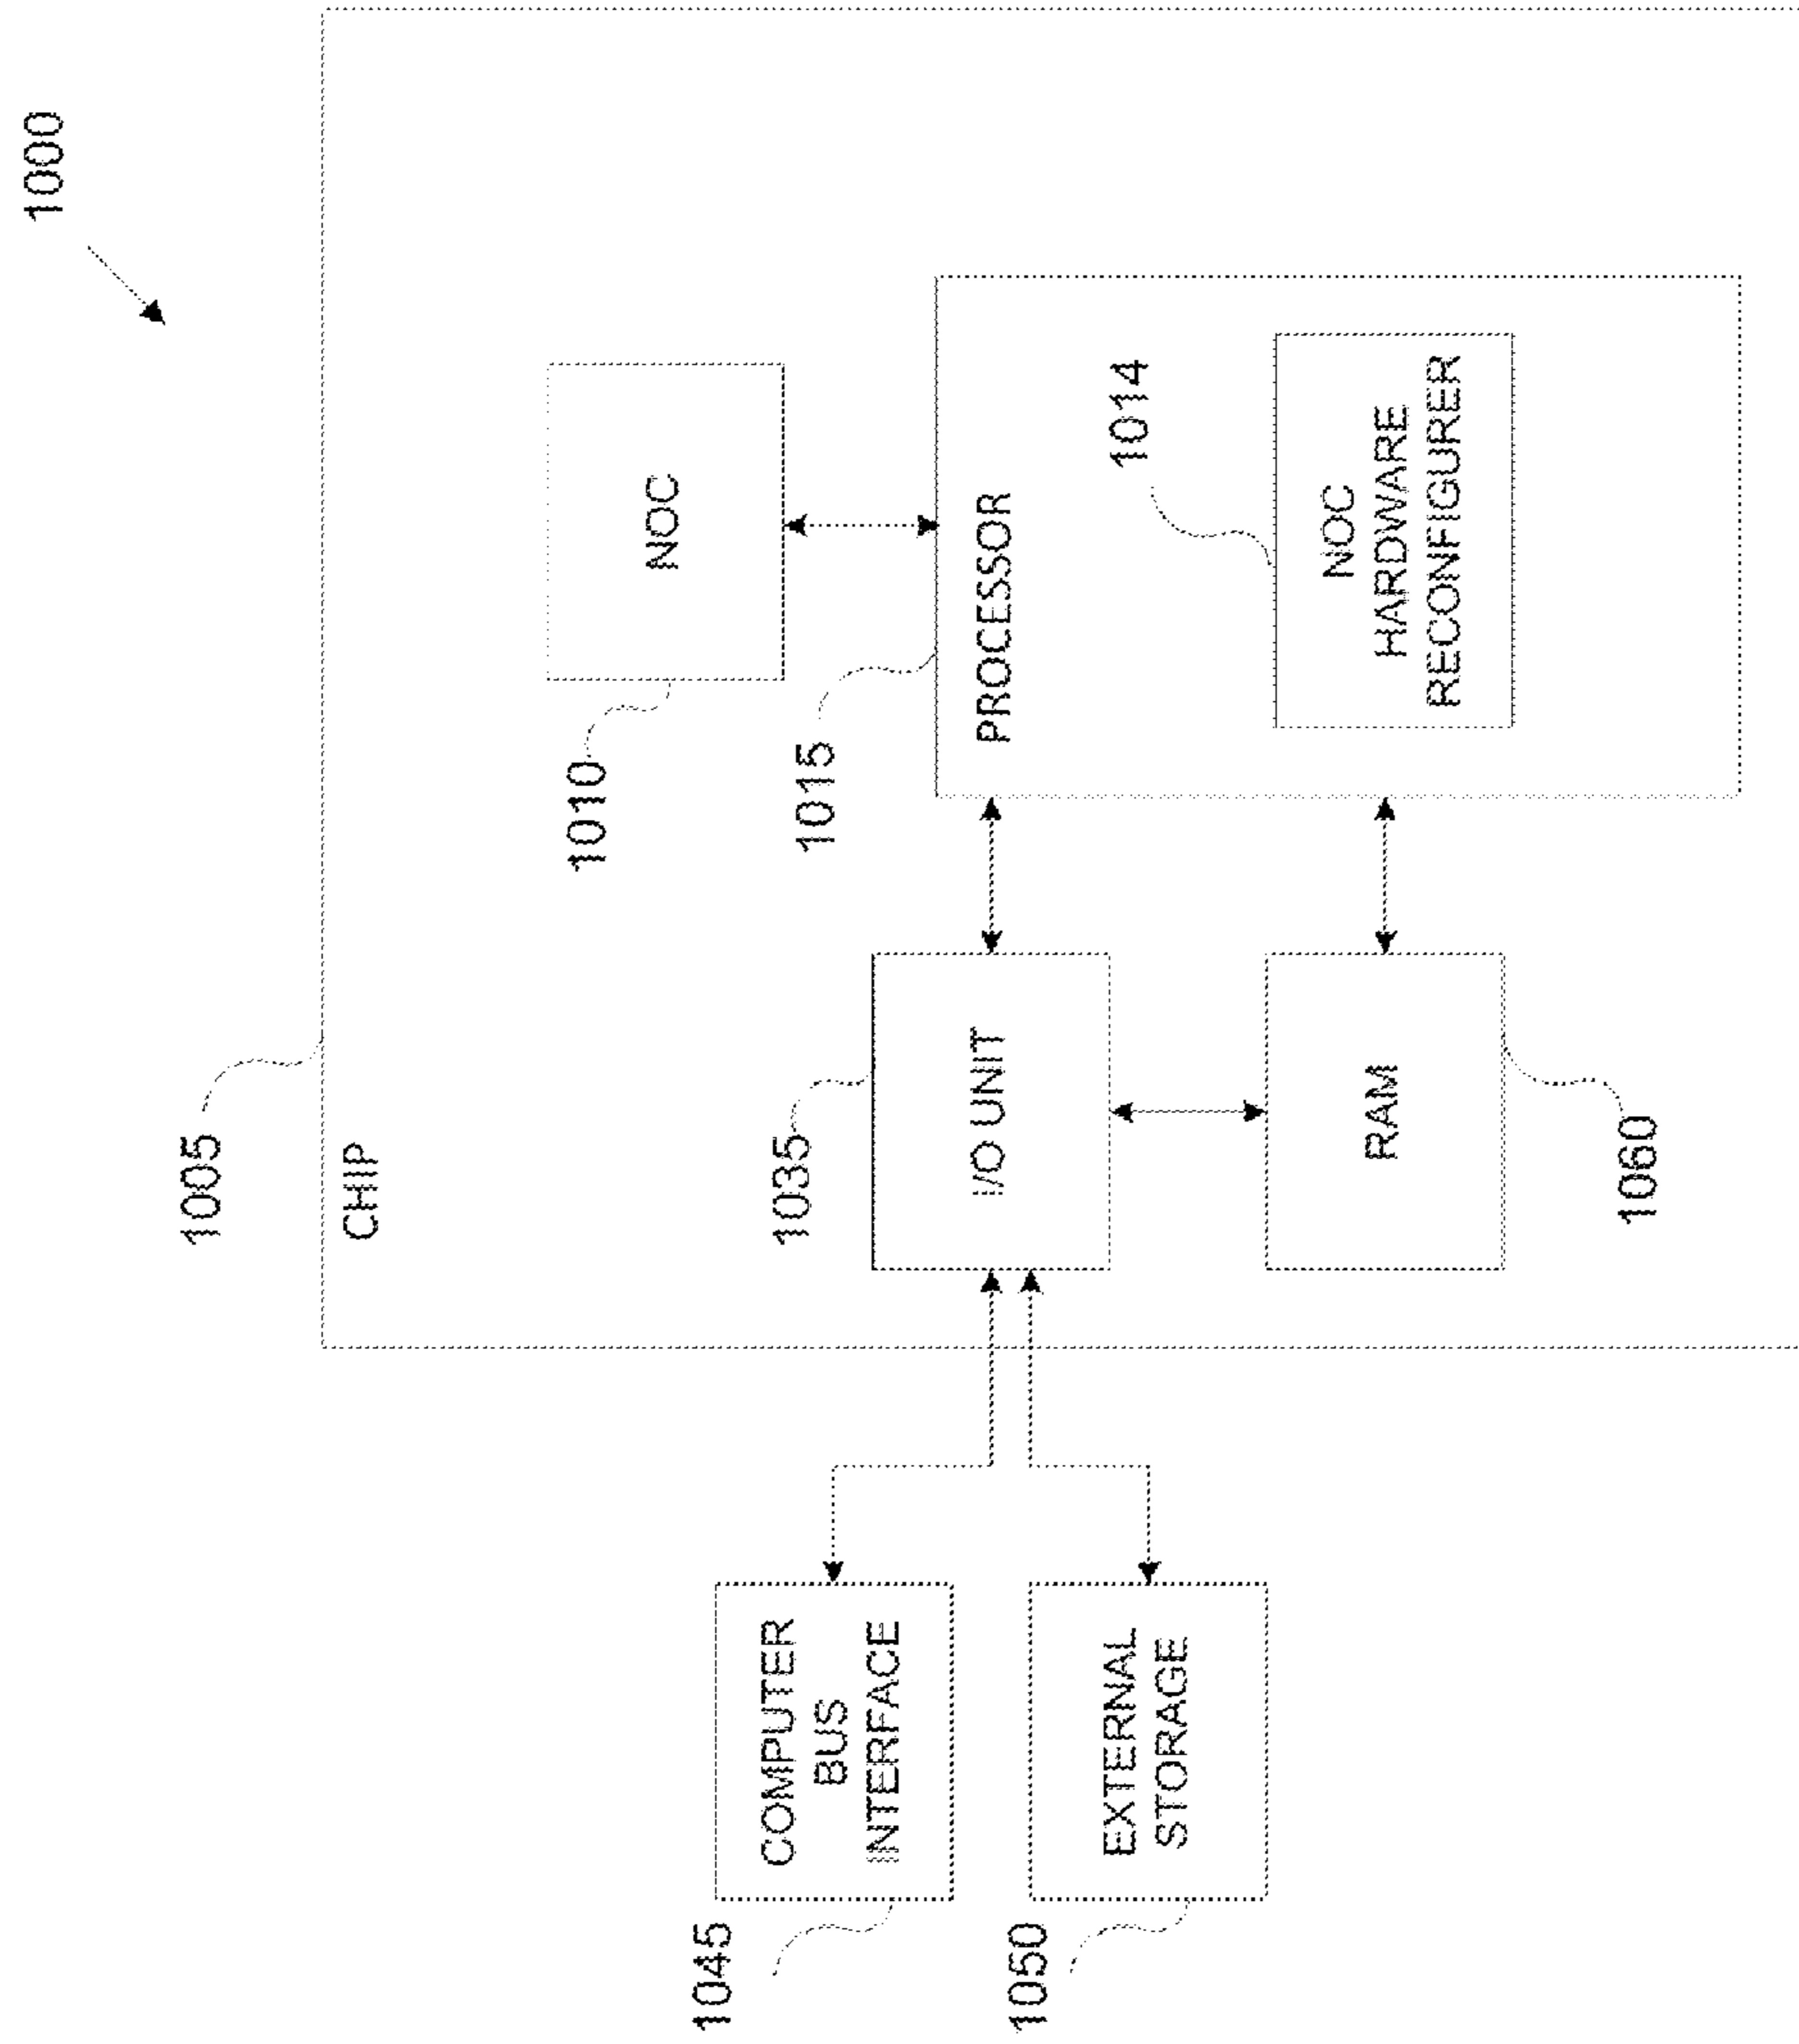 1000
1005
CHIP
1010
NOC
1015
PROCESSOR
1014
NOC
HARDWARE
RECONFIGURER
1035
I/O UNIT
RAM
1060
1045
COMPUTER
BUS
INTERFACE
1050
EXTERNAL
STORAGE